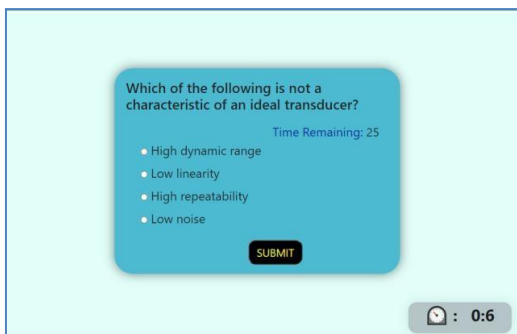 Which of the following is not a
characteristic of an ideal transducer?
Time Remaining: 25
High dynamic range
Low linearity
High repeatability
Low noise
SUBMIT
: 0:6